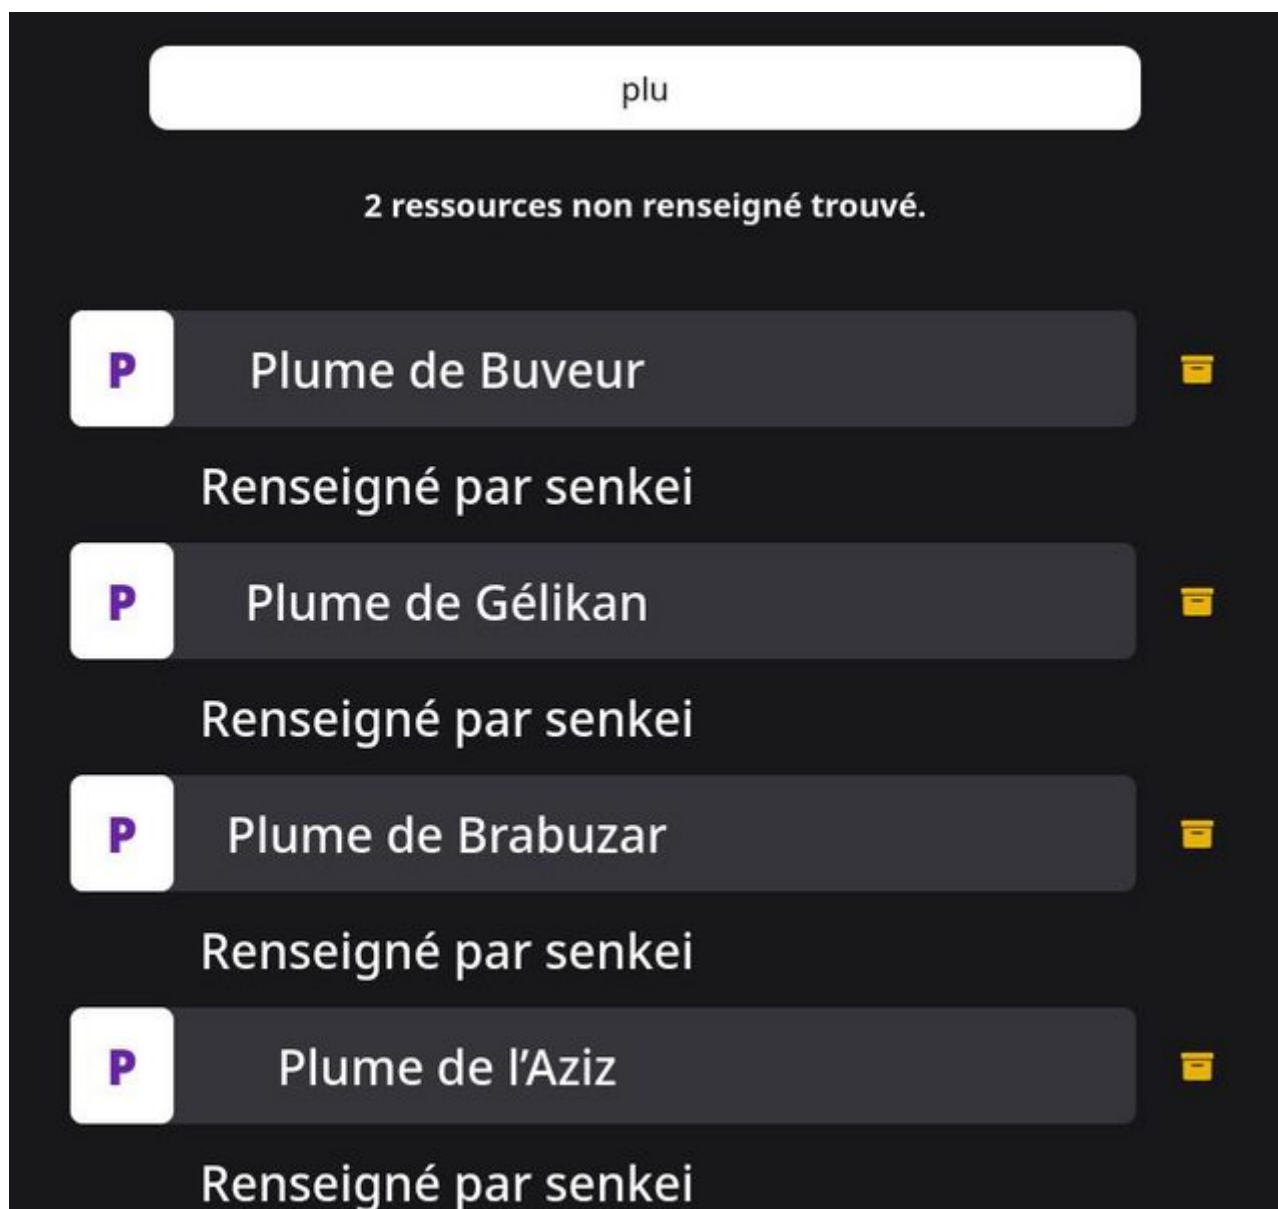 plu
2 ressources non renseigné trouvé.
P Plume de Buveur
Renseigné par senkei
P Plume de Gélikan
Renseigné par senkei
P Plume de Brabuzar
Renseigné par senkei
P Plume de l’Aziz
Renseigné par senkei